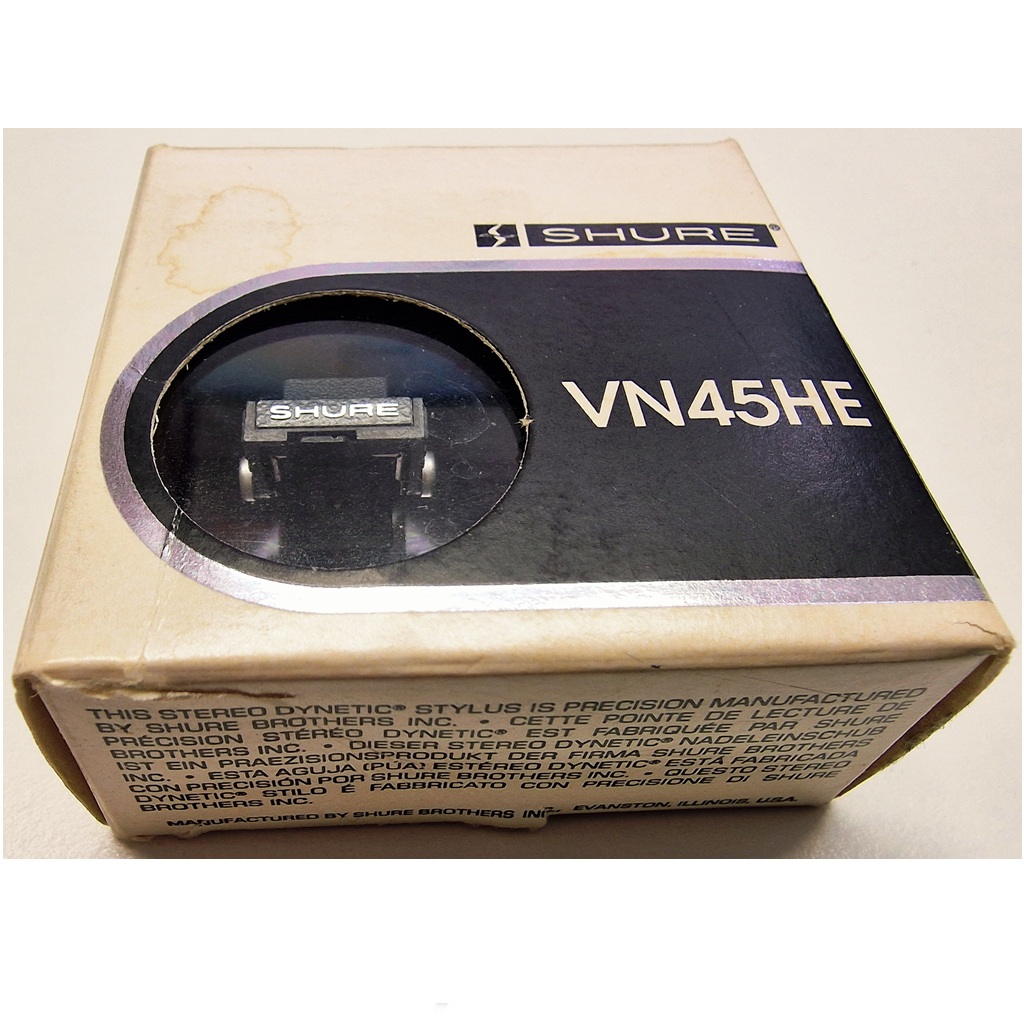 SHURE®
VN45HE
SHURE
THIS STEREO DYNETIC® STYLUS IS PRECISION MANUFACTURED
BY SHURE BROTHERS INC. • CETTE POINTE DE LECTURE DE
PRÉCISION STÉRÉO DYNETIC® EST FABRIQUÉE PAR SHURE
BROTHERS INC. • DIESER STEREO DYNETIC® NADELEINSCHUB
IST EIN PRAEZISIONSPRODUKT DER FIRMA SHURE BROTHERS
INC. • ESTA AGUJA (PUA) ESTÉREO DYNETIC® ESTÁ FABRICADA
CON PRECISIÓN POR SHURE BROTHERS INC. • QUESTO STEREO
DYNETIC® STILO É FABBRICATO CON PRECISIONE DI SHURE
BROTHERS INC.
MANUFACTURED BY SHURE BROTHERS INC., EVANSTON, ILLINOIS, U.S.A.